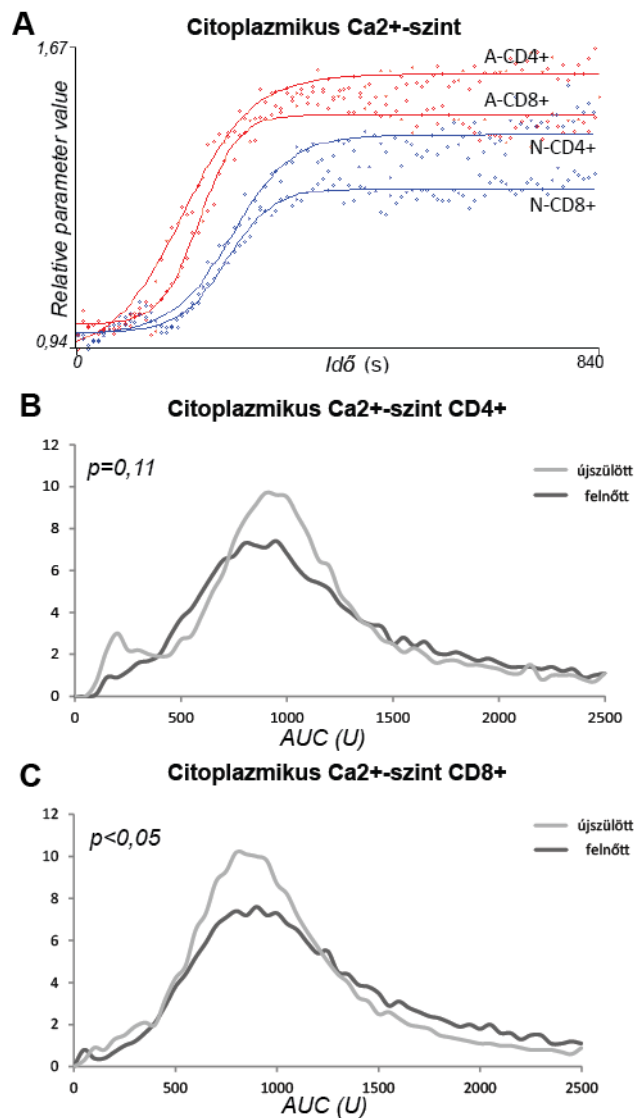 A
Citoplazmikus Ca2+-szint
1,67
Relative parameter value
A-CD4+
A-CD8+
N-CD4+
N-CD8+
0,94
0
Idő (s)
840
B
Citoplazmikus Ca2+-szint CD4+
p=0,11
újszülött
felnőtt
12
10
8
6
4
2
0
0 500 1000 1500 2000 2500
AUC (U)
C
Citoplazmikus Ca2+-szint CD8+
p<0,05
újszülött
felnőtt
12
10
8
6
4
2
0
0 500 1000 1500 2000 2500
AUC (U)